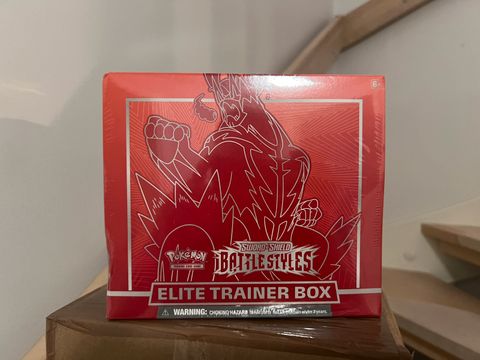 6+
Pokémon
TRADING CARD GAME
SWORD & SHIELD
BATTLE STYLES
ELITE TRAINER BOX
WARNING: CHOKING HAZARD